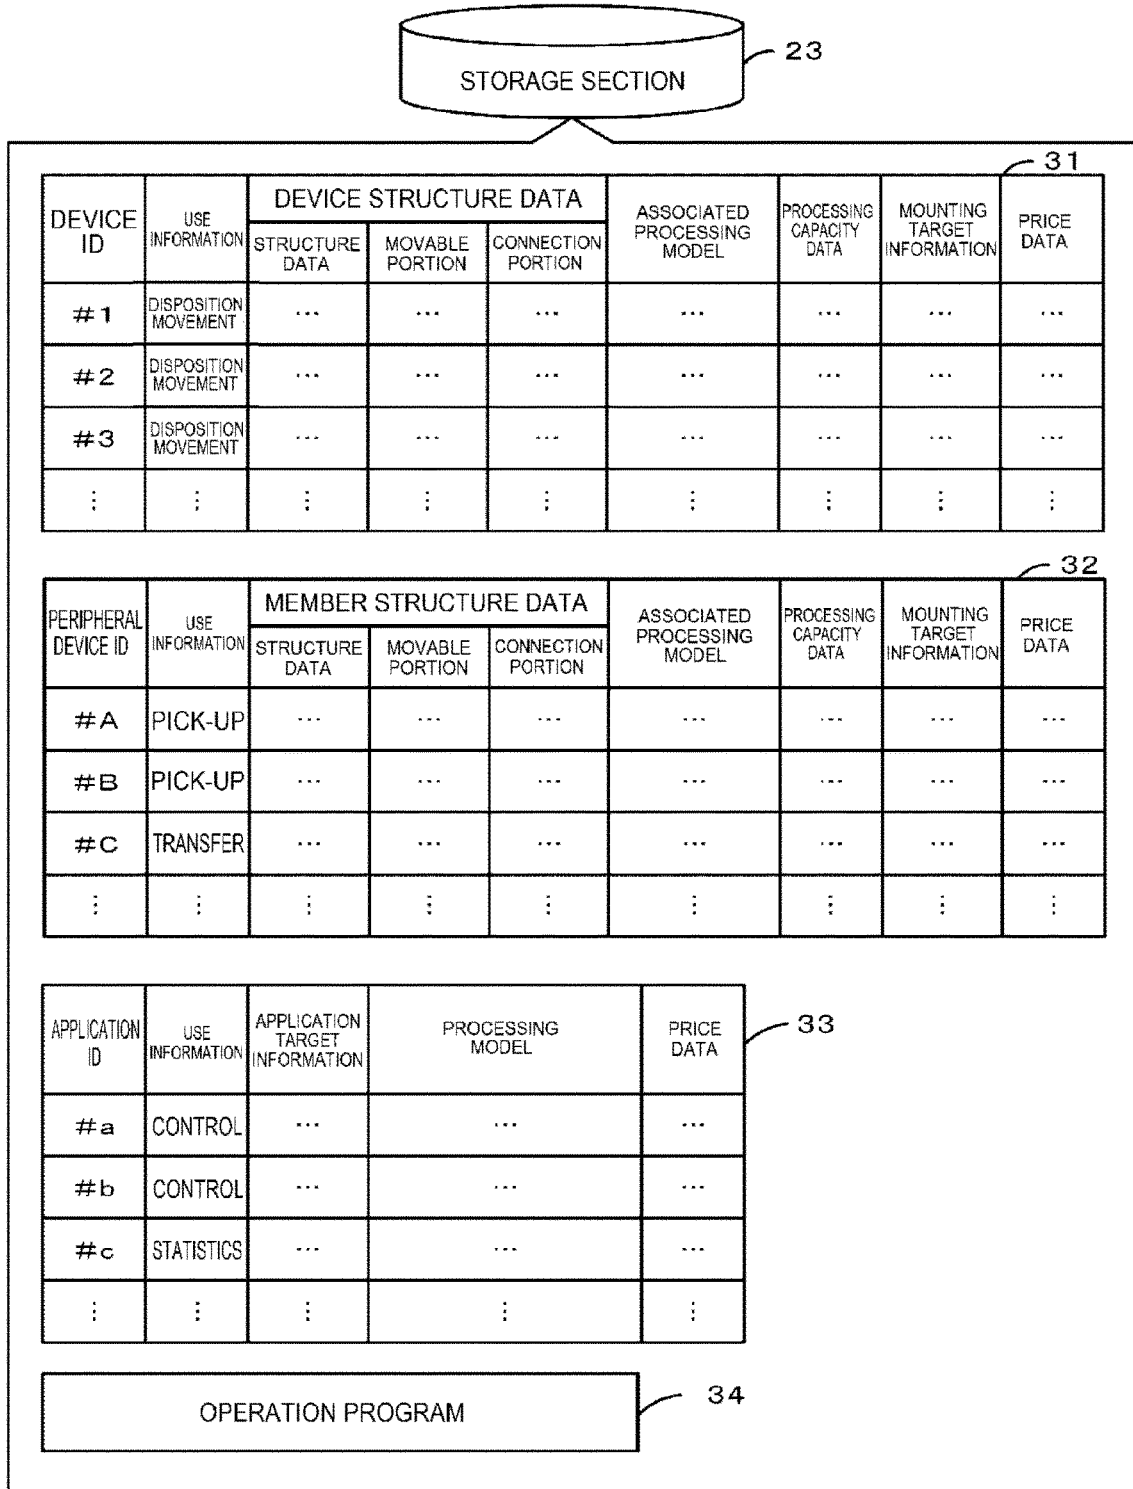 STORAGE SECTION
23
31
DEVICE ID
USE INFORMATION
DEVICE STRUCTURE DATA
STRUCTURE DATA
MOVABLE PORTION
CONNECTION PORTION
ASSOCIATED PROCESSING MODEL
PROCESSING CAPACITY DATA
MOUNTING TARGET INFORMATION
PRICE DATA
#1 DISPOSITION MOVEMENT ... ... ... ... ... ... ...
#2 DISPOSITION MOVEMENT ... ... ... ... ... ... ...
#3 DISPOSITION MOVEMENT ... ... ... ... ... ... ...
⋮ ⋮ ⋮ ⋮ ⋮ ⋮ ⋮ ⋮ ⋮
32
PERIPHERAL DEVICE ID
USE INFORMATION
MEMBER STRUCTURE DATA
STRUCTURE DATA
MOVABLE PORTION
CONNECTION PORTION
ASSOCIATED PROCESSING MODEL
PROCESSING CAPACITY DATA
MOUNTING TARGET INFORMATION
PRICE DATA
#A PICK-UP ... ... ... ... ... ... ...
#B PICK-UP ... ... ... ... ... ... ...
#C TRANSFER ... ... ... ... ... ... ...
⋮ ⋮ ⋮ ⋮ ⋮ ⋮ ⋮ ⋮ ⋮
33
APPLICATION ID
USE INFORMATION
APPLICATION TARGET INFORMATION
PROCESSING MODEL
PRICE DATA
#a CONTROL ... ... ...
#b CONTROL ... ... ...
#c STATISTICS ... ... ...
⋮ ⋮ ⋮ ⋮ ⋮
OPERATION PROGRAM
34